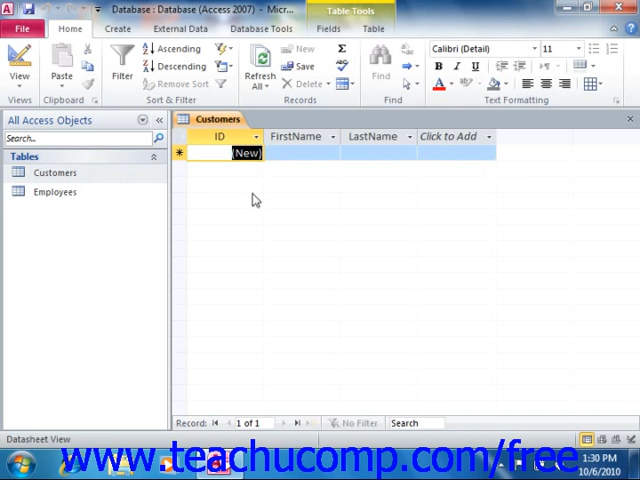 Database : Database (Access 2007) - Micr...
Table Tools
File
Home
Create
External Data
Database Tools
Fields
Table
View
Views
Paste
Clipboard
Filter
Ascending
Descending
Remove Sort
Sort & Filter
Refresh
All
New
Save
Delete
Records
Find
Find
Calibri (Detail)
11
B I U
A
Text Formatting
All Access Objects
Search...
Tables
Customers
Employees
Customers
ID
FirstName
LastName
Click to Add
(New)
Record:
1 of 1
No Filter
Search
Datasheet View
www.teachucomp.com/free
1:30 PM
10/6/2010